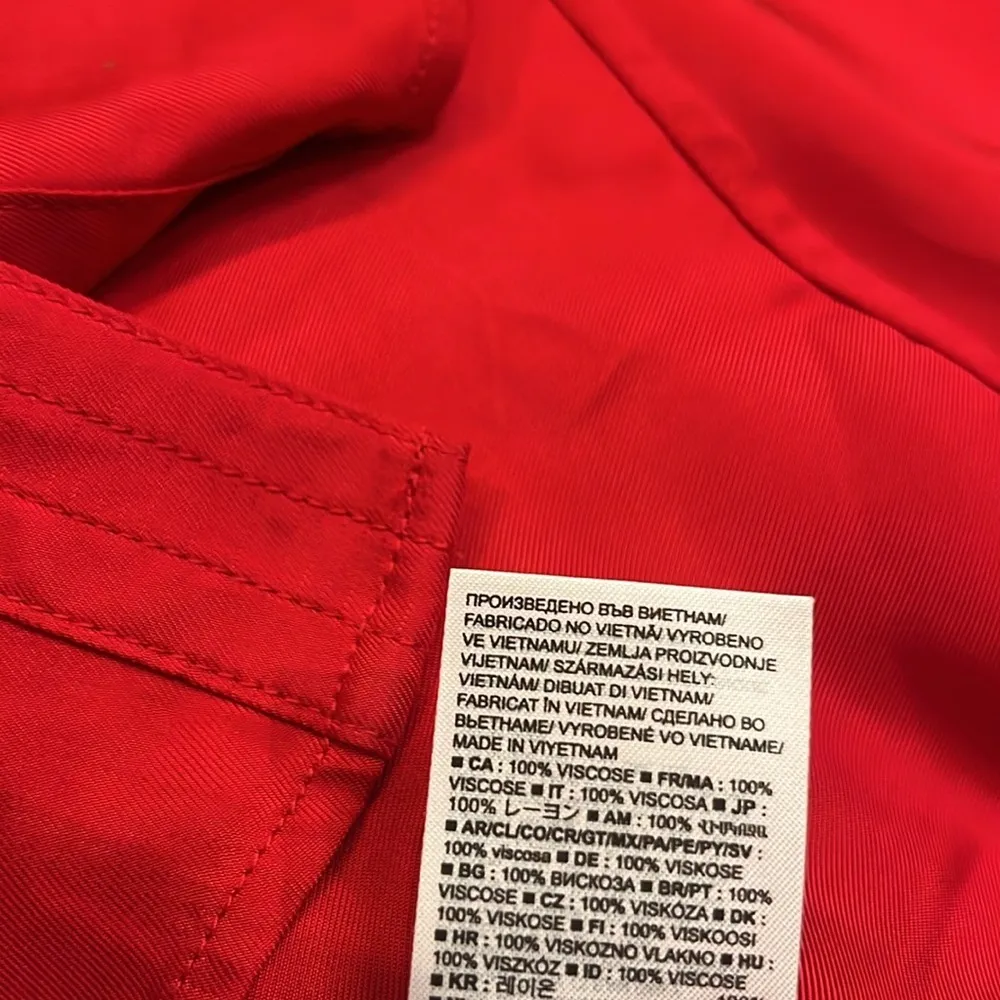 ПРОИЗВЕДЕНО ВЪВ ВИЕТНАМ/
FABRICADO NO VIETNÃ/ VYROBENO
VE VIETNAMU/ ZEMLJA PROIZVODNJE
VIJETNAM/ SZÁRMAZÁSI HELY:
VIETNÁM/ DIBUAT DI VIETNAM/
FABRICAT ÎN VIETNAM/ СДЕЛАНО ВО
ВЬЕТНАМЕ/ VYROBENÉ VO VIETNAME/
MADE IN VIYETNAM
■ CA : 100% VISCOSE ■ FR/MA : 100%
VISCOSE ■ IT : 100% VISCOSA ■ JP :
100% レーヨン ■ AM : 100%
■ AR/CL/CO/CR/GT/MX/PA/PE/PY/SV :
100% viscosa ■ DE : 100% VISKOSE
■ BG : 100% ВИСКОЗА ■ BR/PT : 100%
VISCOSE ■ CZ : 100% VISKÓZA ■ DK :
100% VISKOSE ■ FI : 100% VISKOOSI
■ HR : 100% VISKOZNO VLAKNO ■ HU :
100% VISZKÓZ ■ ID : 100% VISCOSE
■ KR : 레이온